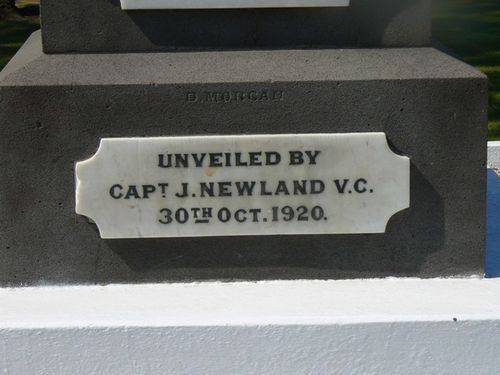 D. MORGAN
UNVEILED BY
CAPT J. NEWLAND V.C.
30TH OCT. 1920.